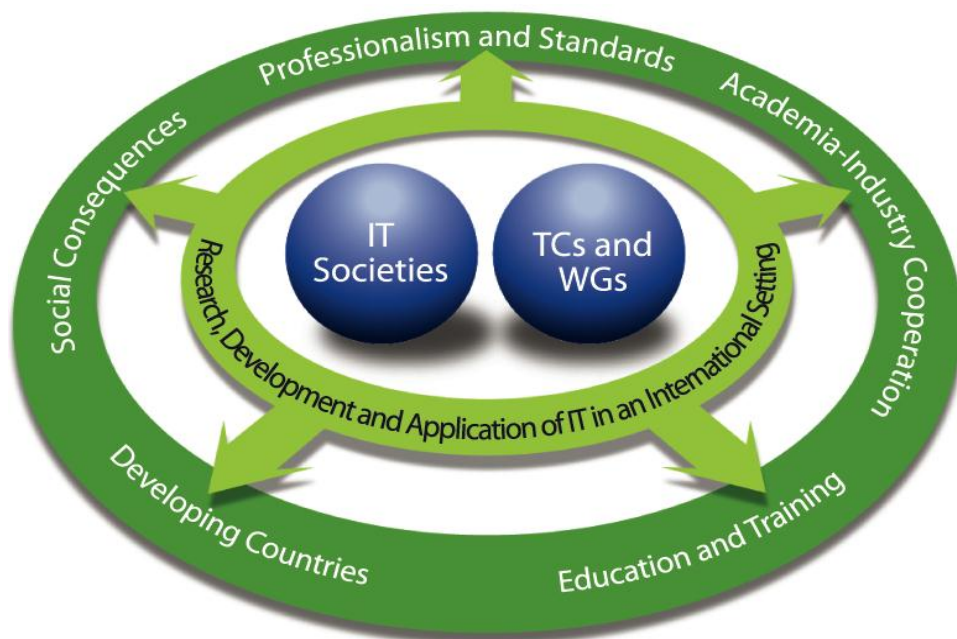 Professionalism and Standards
Academia-Industry Cooperation
Social Consequences
IT
Societies
TCs and
WGs
Research, Development and Application of IT in an International Setting
Developing Countries
Education and Training